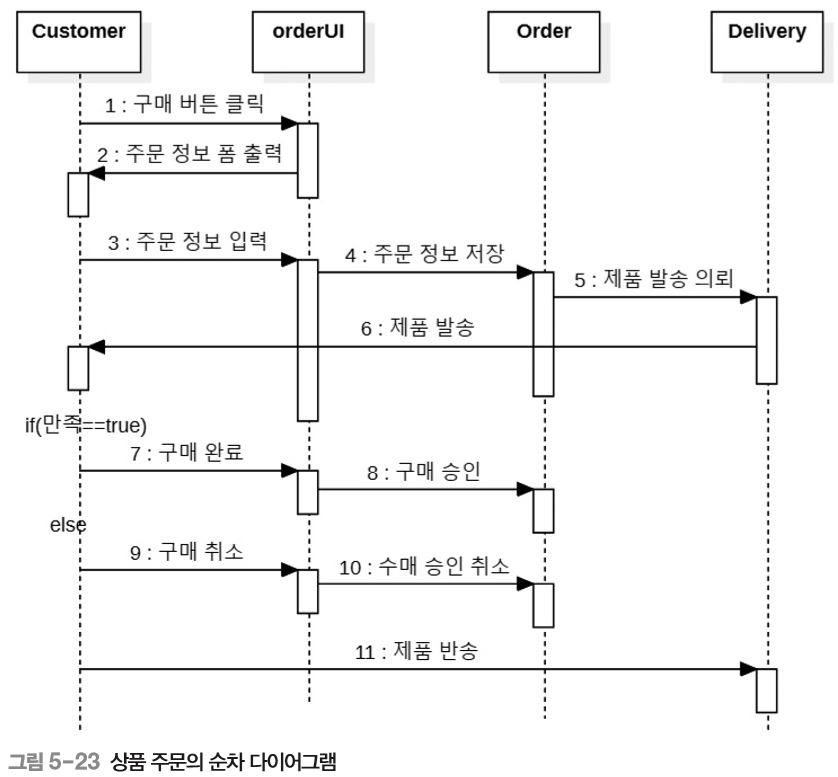 Customer
orderUI
Order
Delivery
1 : 구매 버튼 클릭
2 : 주문 정보 폼 출력
3 : 주문 정보 입력
4 : 주문 정보 저장
5 : 제품 발송 의뢰
6 : 제품 발송
if(만족==true)
7 : 구매 완료
8 : 구매 승인
else
9 : 구매 취소
10 : 수매 승인 취소
11 : 제품 반송
그림 5-23 상품 주문의 순차 다이어그램